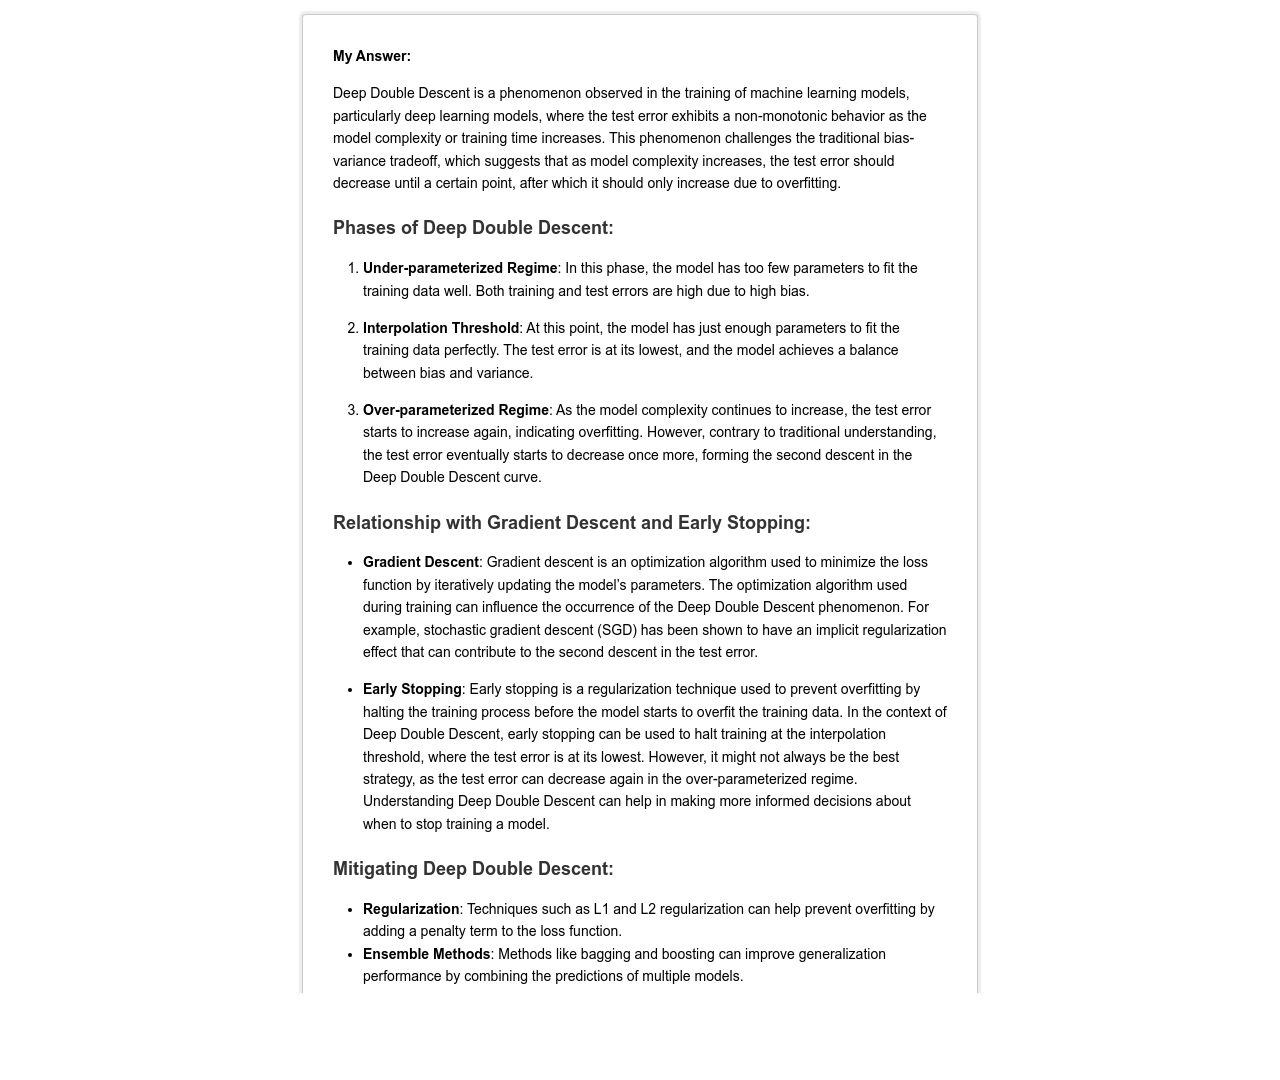 My Answer:
Deep Double Descent is a phenomenon observed in the training of machine learning models,
particularly deep learning models, where the test error exhibits a non-monotonic behavior as the
model complexity or training time increases. This phenomenon challenges the traditional bias-
variance tradeoff, which suggests that as model complexity increases, the test error should
decrease until a certain point, after which it should only increase due to overfitting.
Phases of Deep Double Descent:
1. Under-parameterized Regime: In this phase, the model has too few parameters to fit the
training data well. Both training and test errors are high due to high bias.
2. Interpolation Threshold: At this point, the model has just enough parameters to fit the
training data perfectly. The test error is at its lowest, and the model achieves a balance
between bias and variance.
3. Over-parameterized Regime: As the model complexity continues to increase, the test error
starts to increase again, indicating overfitting. However, contrary to traditional understanding,
the test error eventually starts to decrease once more, forming the second descent in the
Deep Double Descent curve.
Relationship with Gradient Descent and Early Stopping:
• Gradient Descent: Gradient descent is an optimization algorithm used to minimize the loss
function by iteratively updating the model's parameters. The optimization algorithm used
during training can influence the occurrence of the Deep Double Descent phenomenon. For
example, stochastic gradient descent (SGD) has been shown to have an implicit regularization
effect that can contribute to the second descent in the test error.
• Early Stopping: Early stopping is a regularization technique used to prevent overfitting by
halting the training process before the model starts to overfit the training data. In the context of
Deep Double Descent, early stopping can be used to halt training at the interpolation
threshold, where the test error is at its lowest. However, it might not always be the best
strategy, as the test error can decrease again in the over-parameterized regime.
Understanding Deep Double Descent can help in making more informed decisions about
when to stop training a model.
Mitigating Deep Double Descent:
• Regularization: Techniques such as L1 and L2 regularization can help prevent overfitting by
adding a penalty term to the loss function.
• Ensemble Methods: Methods like bagging and boosting can improve generalization
performance by combining the predictions of multiple models.